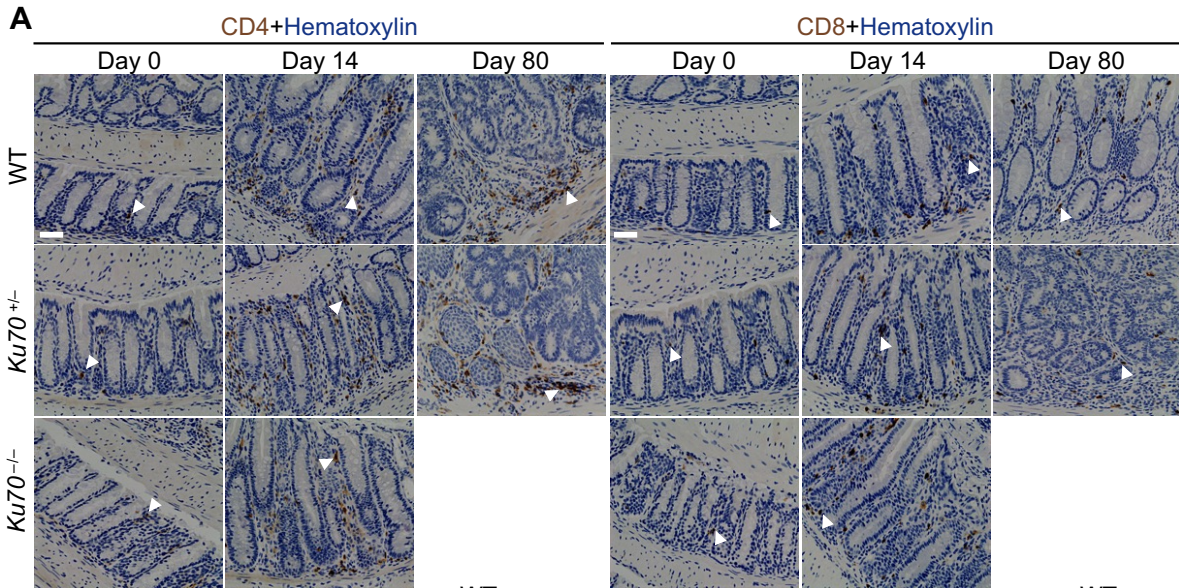 A
CD4+Hematoxylin CD8+Hematoxylin
Day 0 Day 14 Day 80 Day 0 Day 14 Day 80
WT
Ku70 +/−
Ku70 −/−